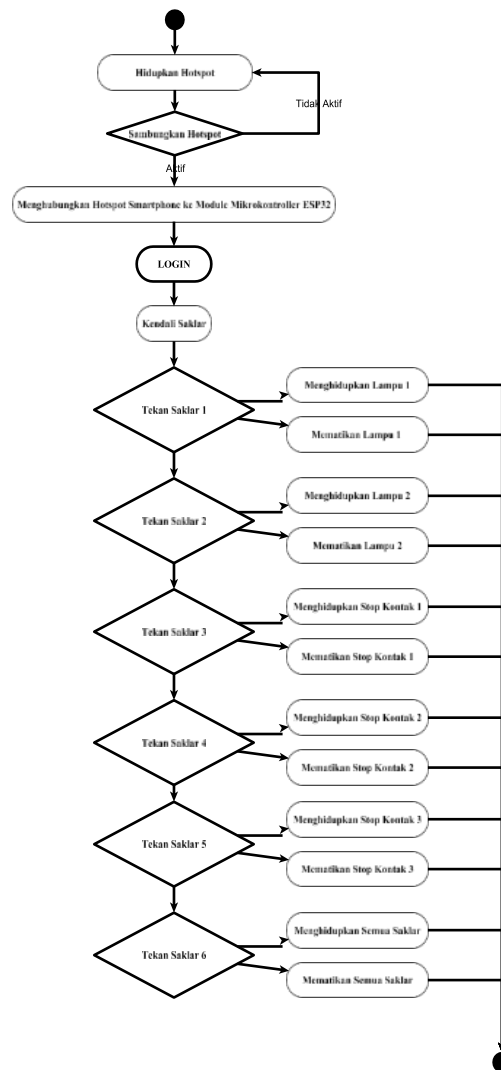 Hidupkan Hotspot
Tidak Aktif
Sambungkan Hotspot
Aktif
Menghubungkan Hotspot Smartphone ke Module Mikrokontroller ESP32
LOGIN
Kendali Saklar
Tekan Saklar 1
Menghidupkan Lampu 1
Mematikan Lampu 1
Tekan Saklar 2
Menghidupkan Lampu 2
Mematikan Lampu 2
Tekan Saklar 3
Menghidupkan Stop Kontak 1
Mematikan Stop Kontak 1
Tekan Saklar 4
Menghidupkan Stop Kontak 2
Mematikan Stop Kontak 2
Tekan Saklar 5
Menghidupkan Stop Kontak 3
Mematikan Stop Kontak 3
Tekan Saklar 6
Menghidupkan Semua Saklar
Mematikan Semua Saklar